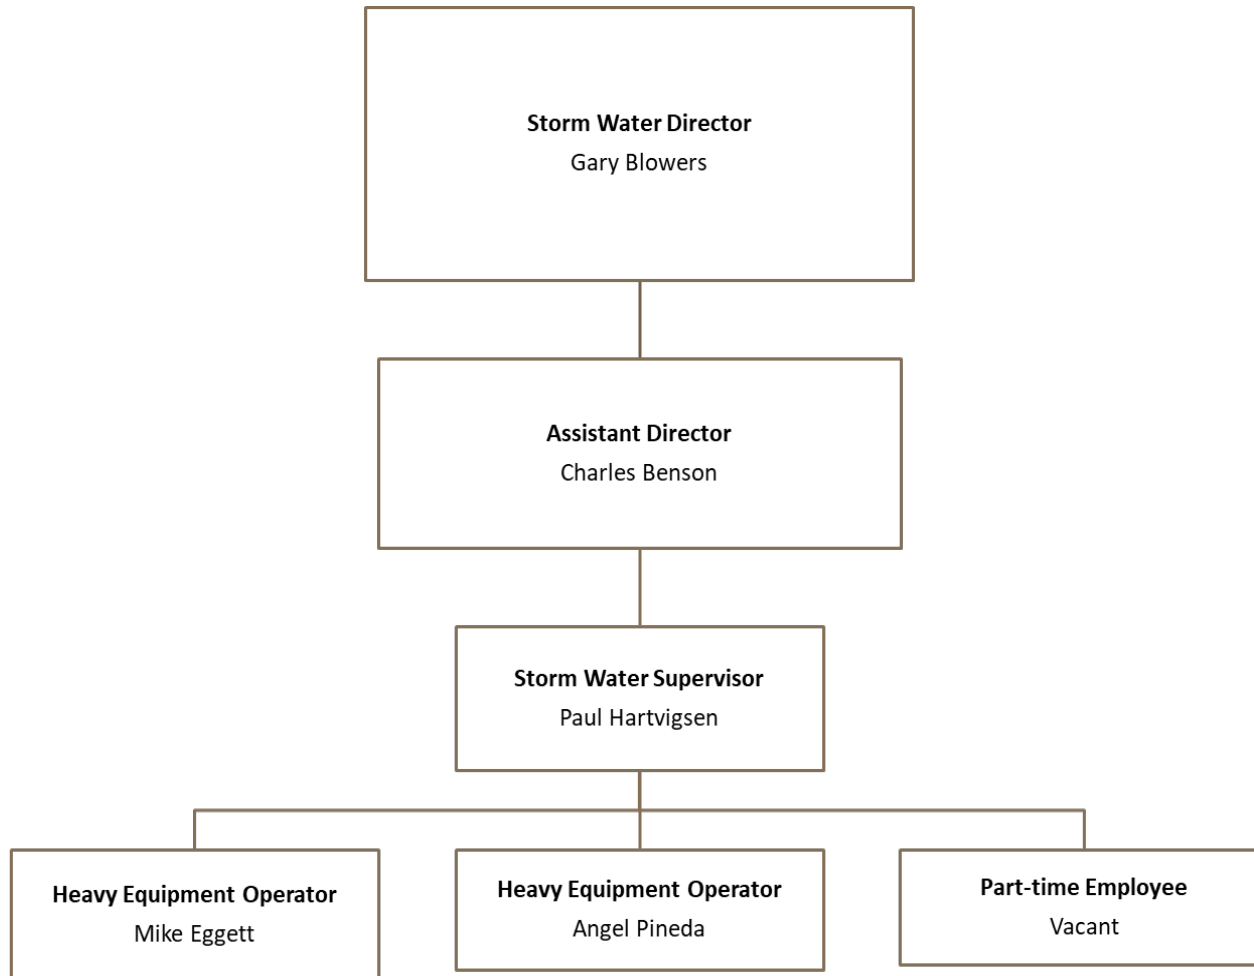 Storm Water Director
Gary Blowers
Assistant Director
Charles Benson
Storm Water Supervisor
Paul Hartvigsen
Heavy Equipment Operator
Mike Eggett
Heavy Equipment Operator
Angel Pineda
Part-time Employee
Vacant